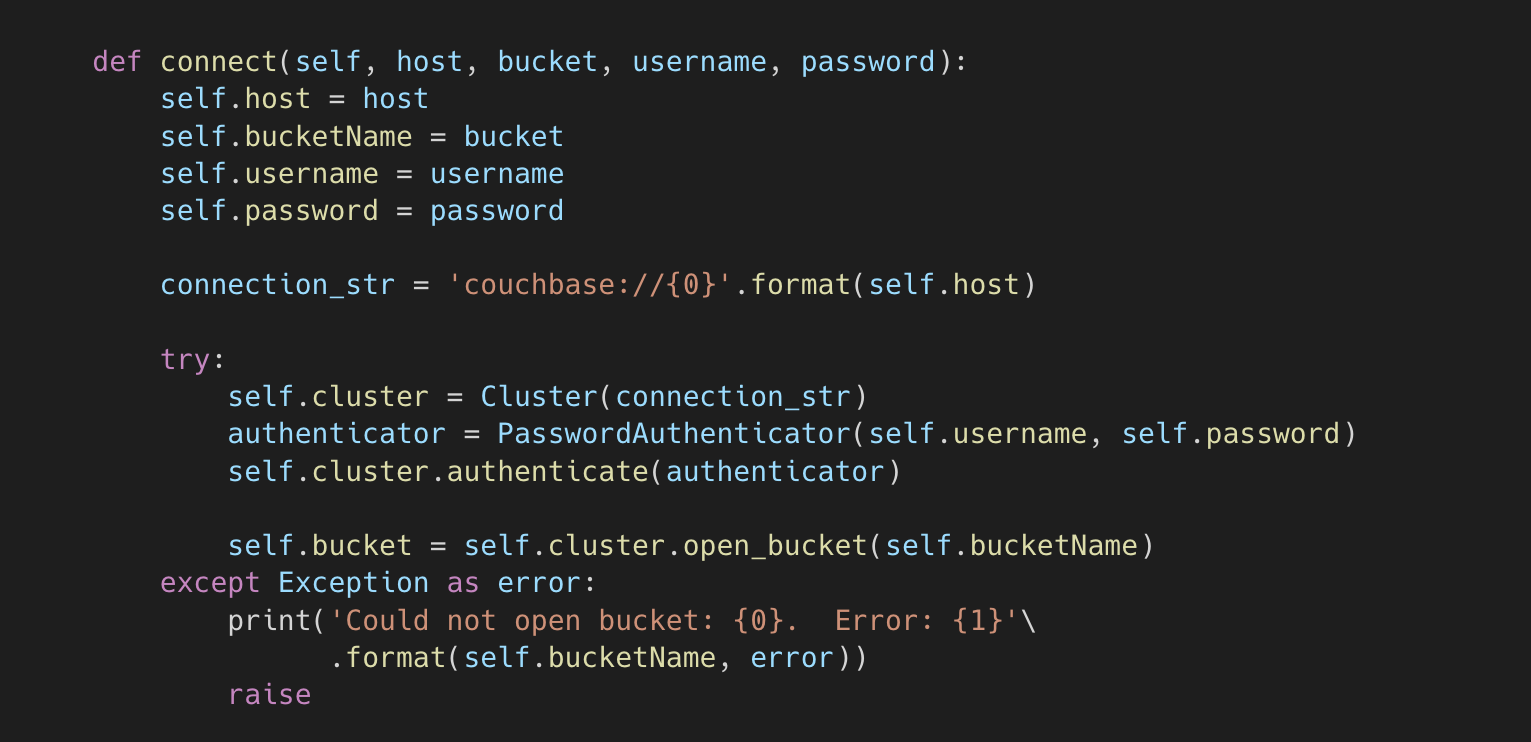 def connect(self, host, bucket, username, password):
    self.host = host
    self.bucketName = bucket
    self.username = username
    self.password = password

    connection_str = 'couchbase://{0}'.format(self.host)

    try:
        self.cluster = Cluster(connection_str)
        authenticator = PasswordAuthenticator(self.username, self.password)
        self.cluster.authenticate(authenticator)

        self.bucket = self.cluster.open_bucket(self.bucketName)
    except Exception as error:
        print('Could not open bucket: {0}.  Error: {1}'\
              .format(self.bucketName, error))
        raise